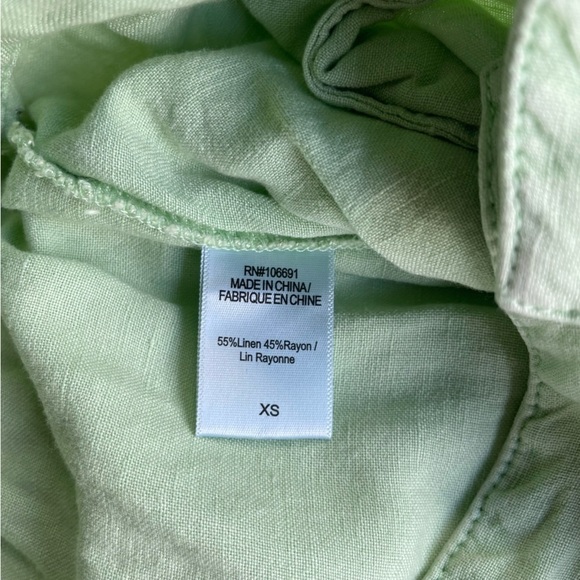 RN#106691
MADE IN CHINA/
FABRIQUE EN CHINE
55%Linen 45%Rayon /
Lin Rayonne
XS